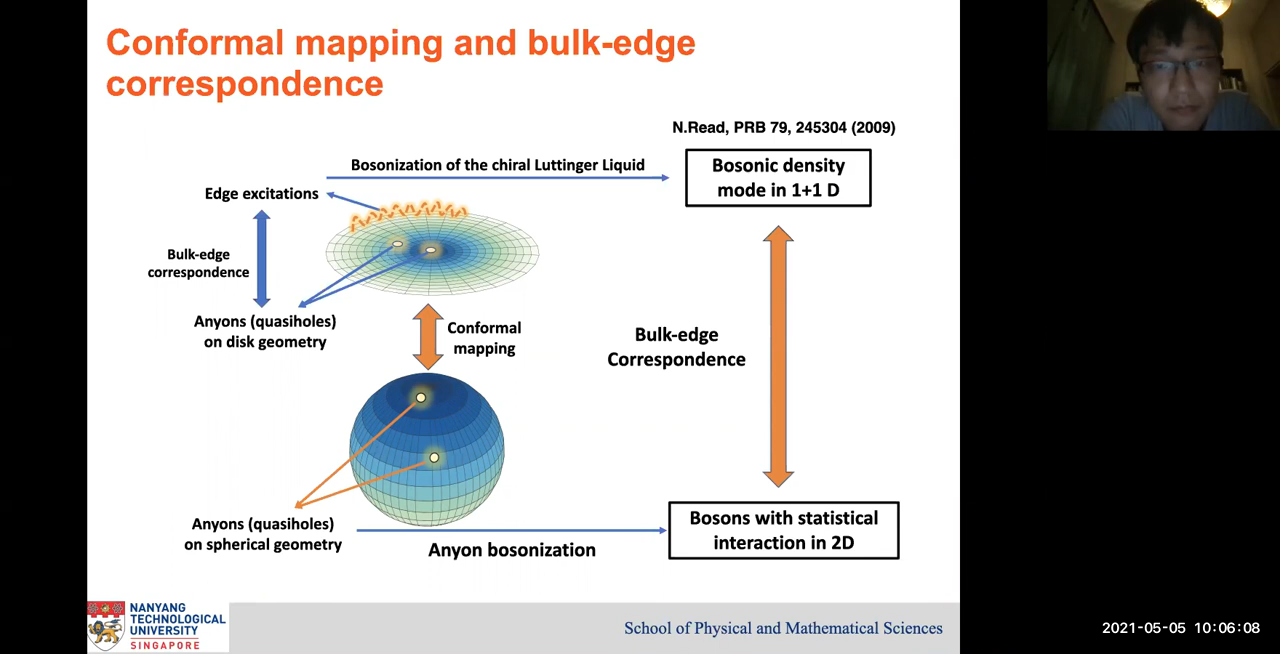 Conformal mapping and bulk-edge
correspondence
N.Read, PRB 79, 245304 (2009)
Bosonization of the chiral Luttinger Liquid
Bosonic density
mode in 1+1 D
Edge excitations
Bulk-edge
correspondence
Anyons (quasiholes)
on disk geometry
Conformal
mapping
Bulk-edge
Correspondence
Anyons (quasiholes)
on spherical geometry
Anyon bosonization
Bosons with statistical
interaction in 2D
NANYANG
TECHNOLOGICAL
UNIVERSITY
SINGAPORE
School of Physical and Mathematical Sciences
2021-05-05 10:06:08